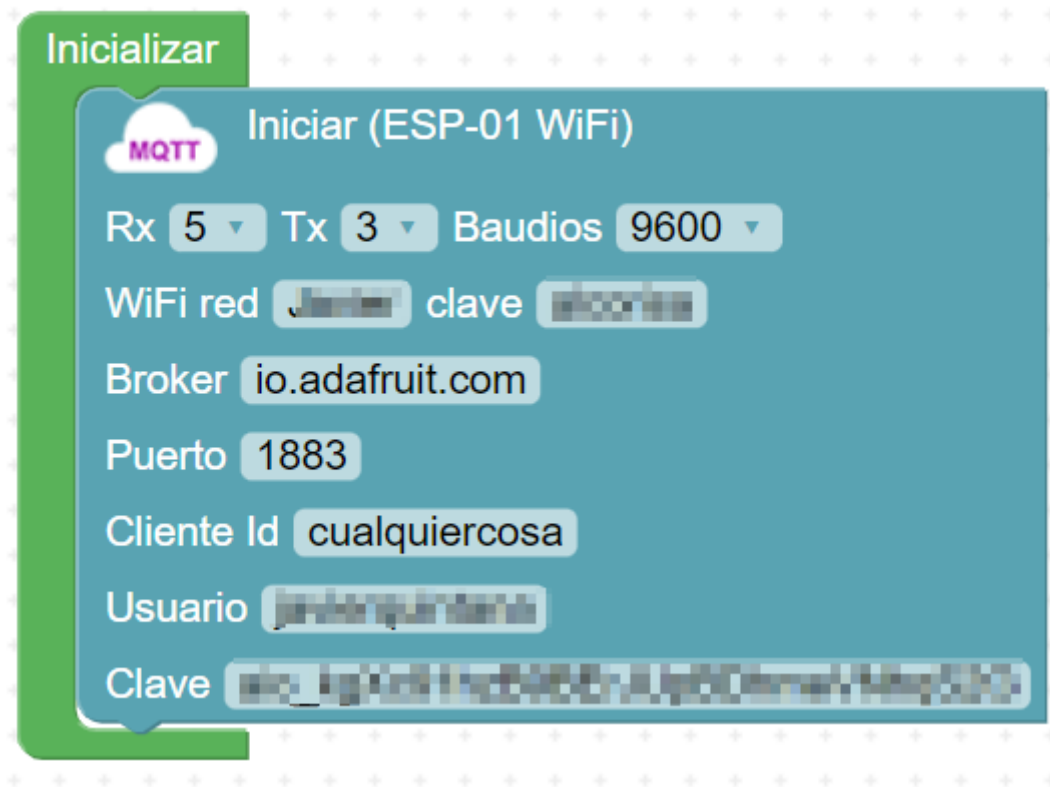 Inicializar
MQTT
Iniciar (ESP-01 WiFi)
Rx 5 Tx 3 Baudios 9600
WiFi red clave
Broker io.adafruit.com
Puerto 1883
Cliente Id cualquiercosa
Usuario
Clave